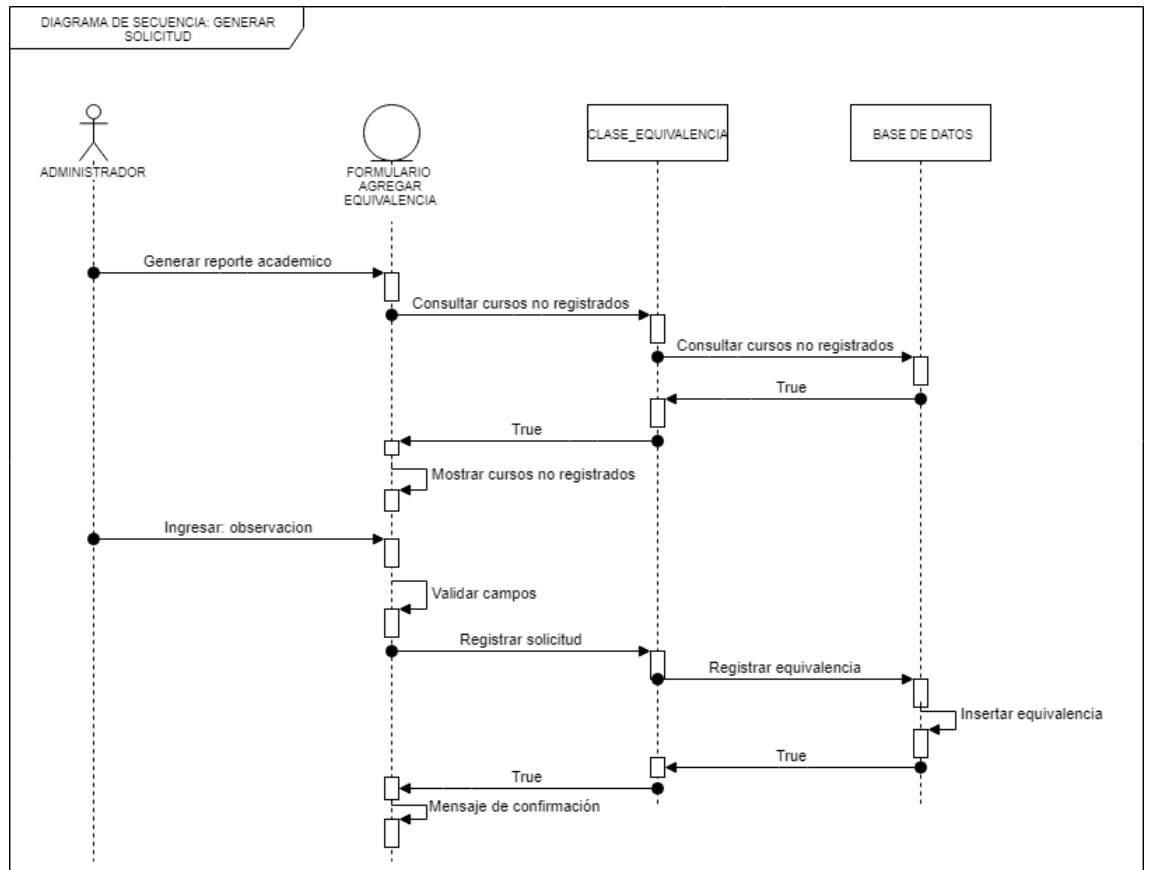 DIAGRAMA DE SECUENCIA: GENERAR
SOLICITUD
ADMINISTRADOR
FORMULARIO
AGREGAR
EQUIVALENCIA
CLASE_EQUIVALENCIA
BASE DE DATOS
Generar reporte academico
Consultar cursos no registrados
Consultar cursos no registrados
True
True
Mostrar cursos no registrados
Ingresar: observacion
Validar campos
Registrar solicitud
Registrar equivalencia
Insertar equivalencia
True
True
Mensaje de confirmación